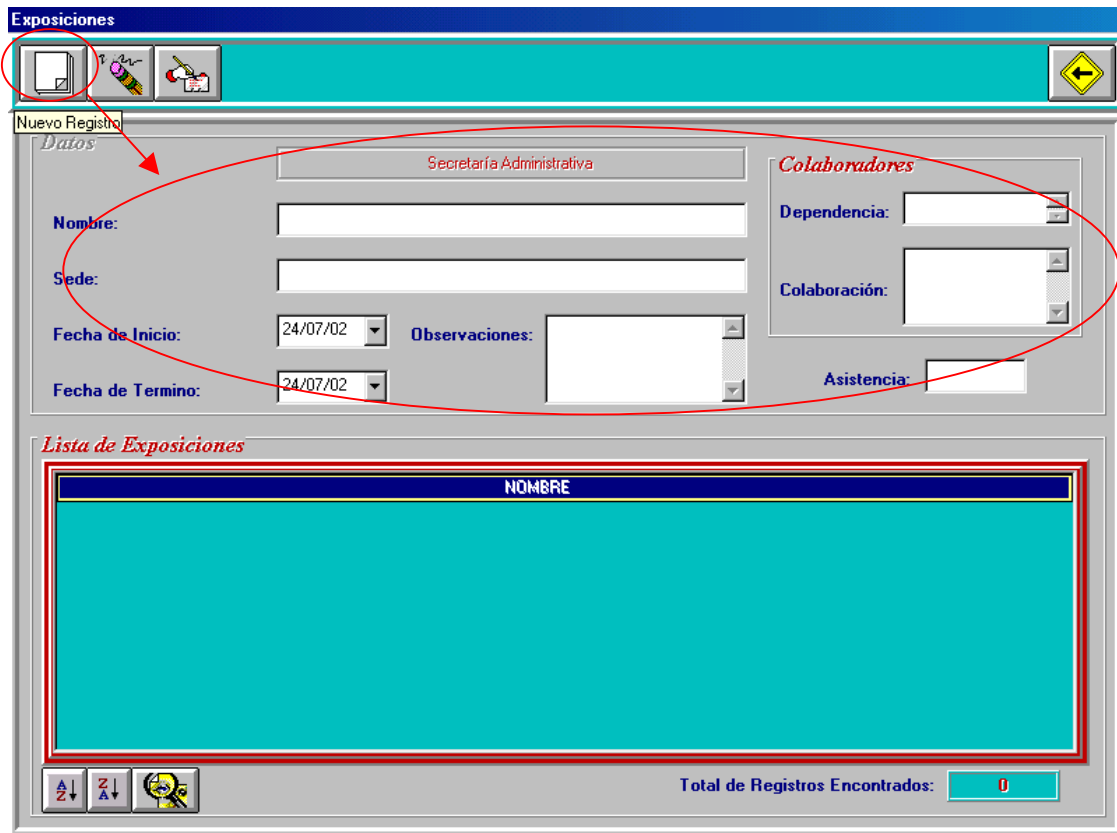 Exposiciones
Nuevo Registro
Datos
Secretaría Administrativa
Nombre:
Sede:
Fecha de Inicio: 24/07/02
Observaciones:
Fecha de Termino: 24/07/02
Colaboradores
Dependencia:
Colaboración:
Asistencia:
Lista de Exposiciones
NOMBRE
A
Z
Z
A
Total de Registros Encontrados: 0